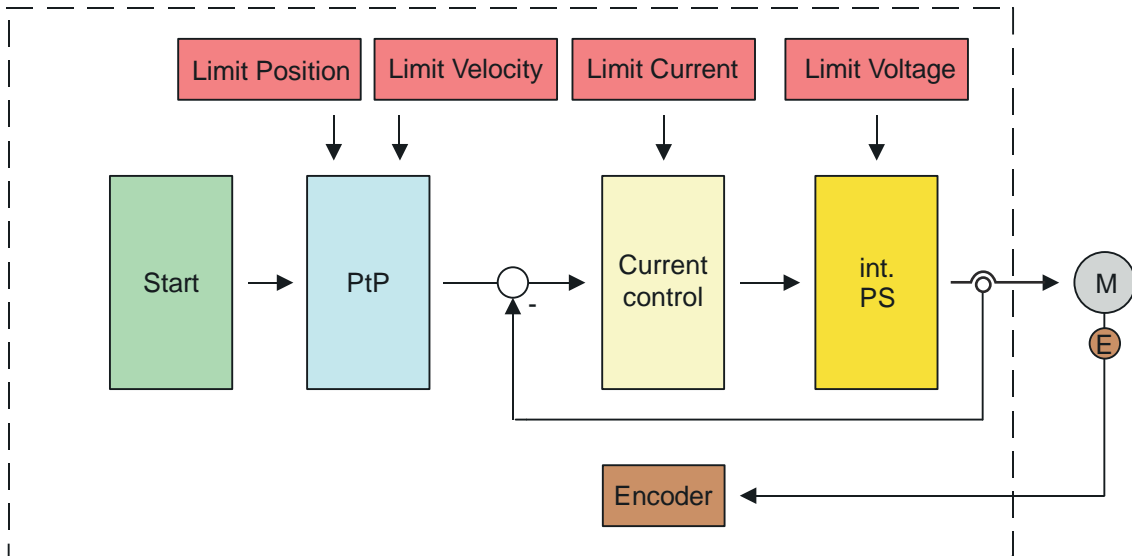 Limit Position
Limit Velocity
Limit Current
Limit Voltage
Start
PtP
Current
control
int.
PS
-
M
E
Encoder